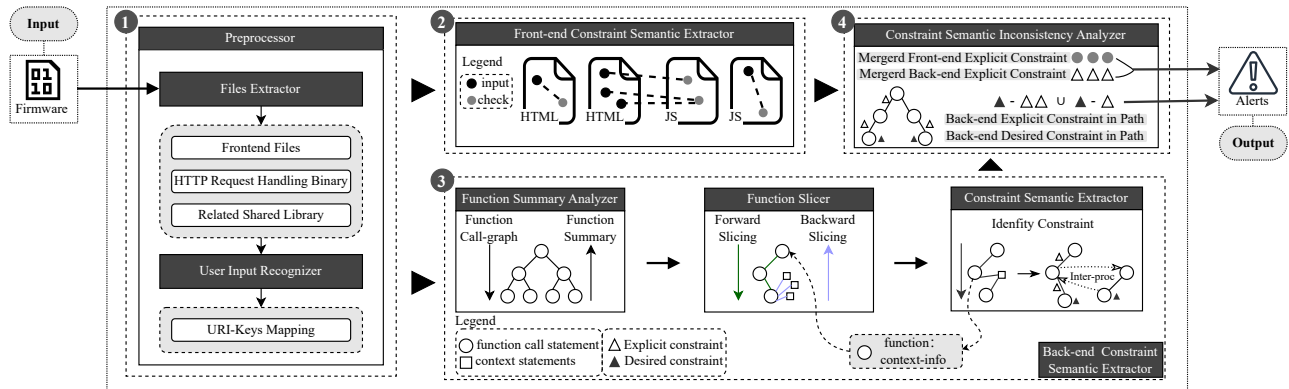 Input
Firmware
01
10
1
Preprocessor
Files Extractor
Frontend Files
HTTP Request Handling Binary
Related Shared Library
User Input Recognizer
URI-Keys Mapping
2
Front-end Constraint Semantic Extractor
Legend
input
check
HTML
HTML
JS
JS
3
Function Summary Analyzer
Function
Call-graph
Function
Summary
Legend
function call statement
context statements
Explicit constraint
Desired constraint
Function Slicer
Forward
Slicing
Backward
Slicing
function:
context-info
Constraint Semantic Extractor
Idenfity Constraint
Inter-proc
Back-end Constraint
Semantic Extractor
4
Constraint Semantic Inconsistency Analyzer
Mergerd Front-end Explicit Constraint
Mergerd Back-end Explicit Constraint
- ∪ -
Back-end Explicit Constraint in Path
Back-end Desired Constraint in Path
Alerts
Output